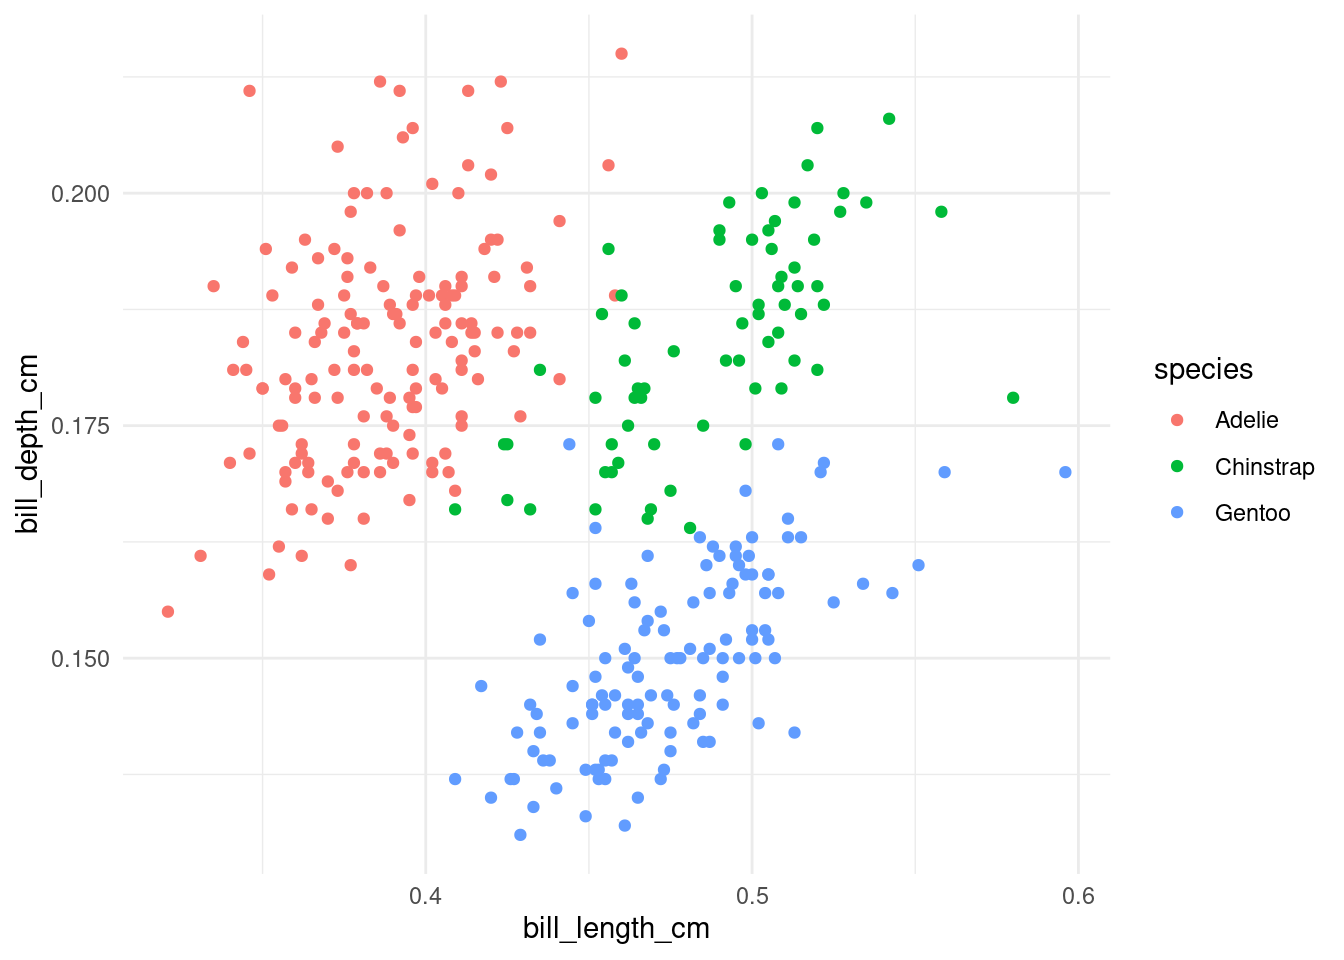 0.200
0.175
0.150
bill_depth_cm
0.4
0.5
0.6
bill_length_cm
species
Adelie
Chinstrap
Gentoo